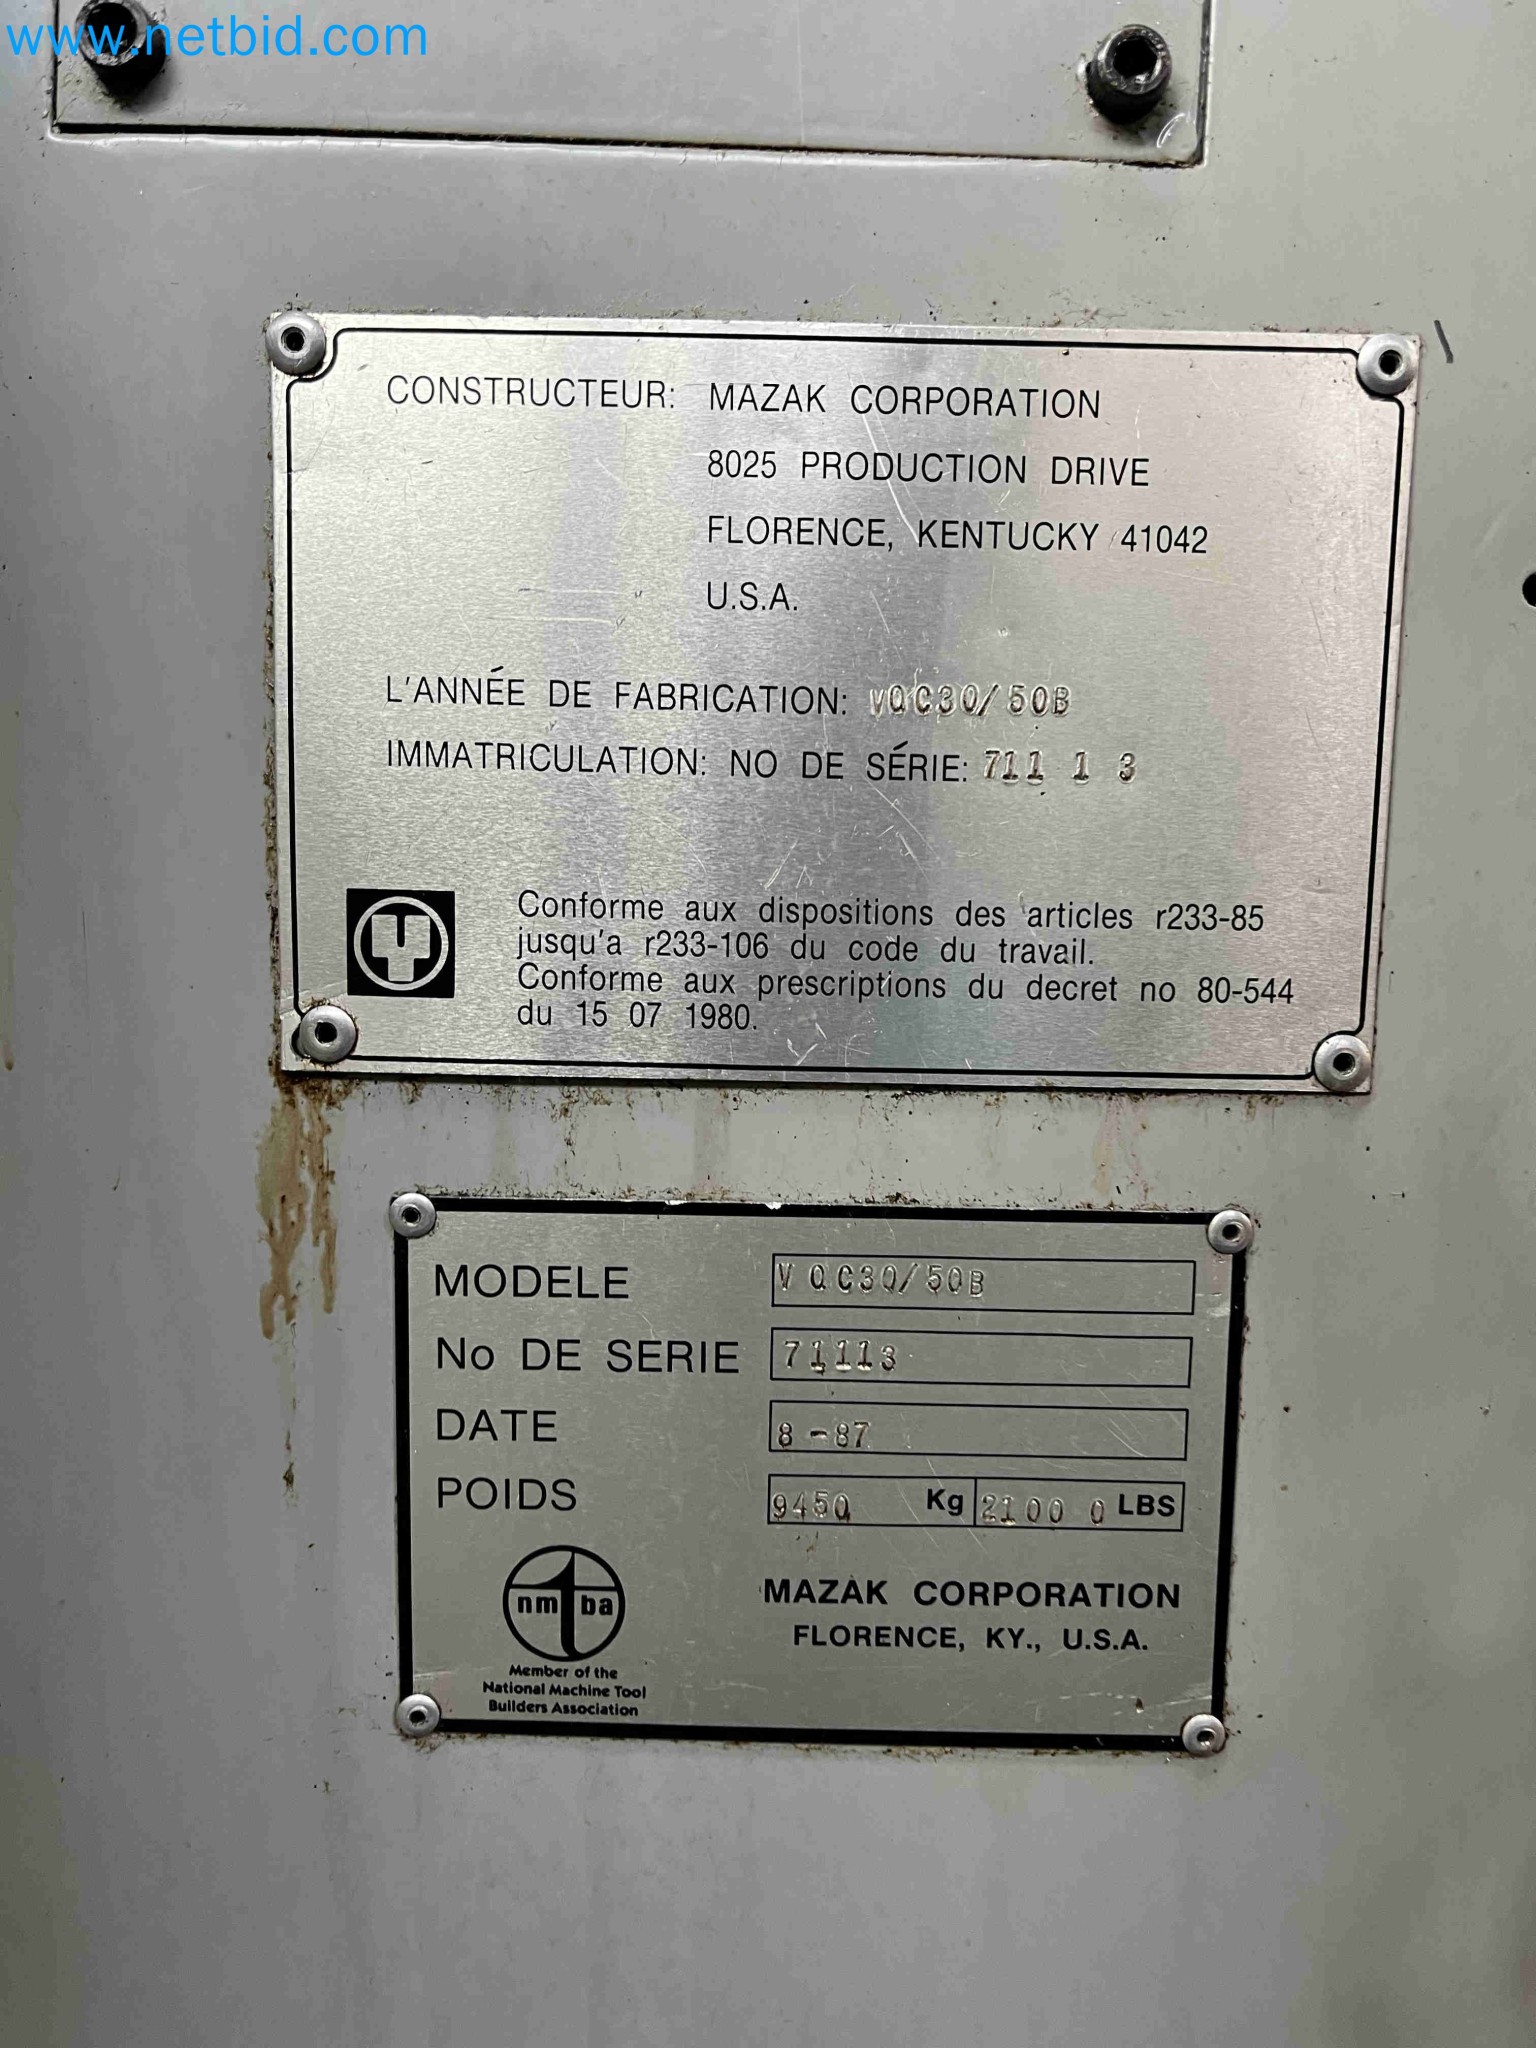 www.netbid.com
CONSTRUCTEUR: MAZAK CORPORATION
8025 PRODUCTION DRIVE
FLORENCE, KENTUCKY 41042
U.S.A.
L'ANNÉE DE FABRICATION: VQC30/50B
IMMATRICULATION: NO DE SÉRIE: 711 1 3
Conforme aux dispositions des articles r233-85
jusqu'a r233-106 du code du travail.
Conforme aux prescriptions du decret no 80-544
du 15 07 1980.
MODELE V QC30/50B
No DE SERIE 71113
DATE 8-87
POIDS 9450 Kg 2100 0 LBS
nmtba
Member of the
National Machine Tool
Builders Association
MAZAK CORPORATION
FLORENCE, KY., U.S.A.